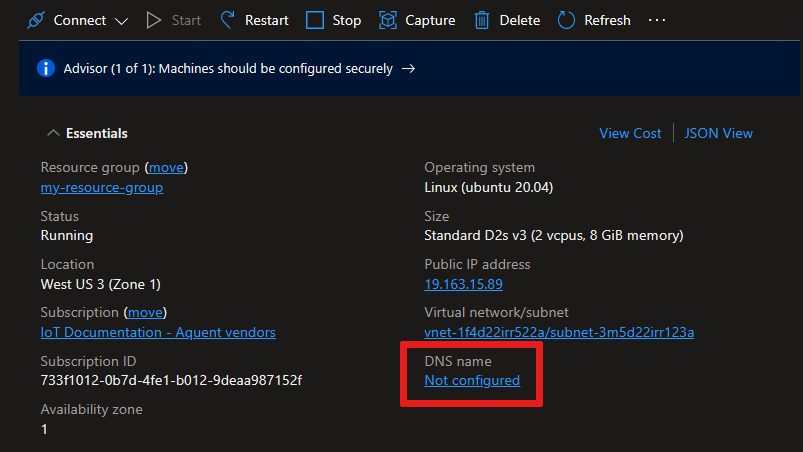 Connect Start Restart Stop Capture Delete Refresh ...
Advisor (1 of 1): Machines should be configured securely →
Essentials
View Cost JSON View
Resource group (move)
my-resource-group
Status
Running
Location
West US 3 (Zone 1)
Subscription (move)
IoT Documentation - Aquent vendors
Subscription ID
733f1012-0b7d-4fe1-b012-9deaa987152f
Availability zone
1
Operating system
Linux (ubuntu 20.04)
Size
Standard D2s v3 (2 vcpus, 8 GiB memory)
Public IP address
19.163.15.89
Virtual network/subnet
vnet-1f4d22irr522a/subnet-3m5d22irr123a
DNS name
Not configured